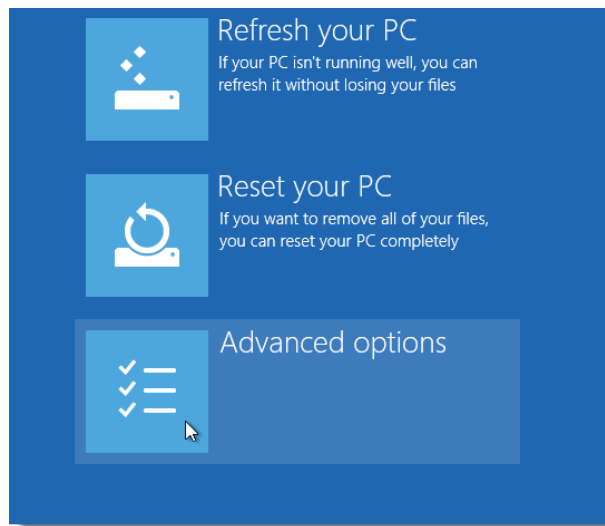 Refresh your PC
If your PC isn't running well, you can
refresh it without losing your files
Reset your PC
If you want to remove all of your files,
you can reset your PC completely
Advanced options